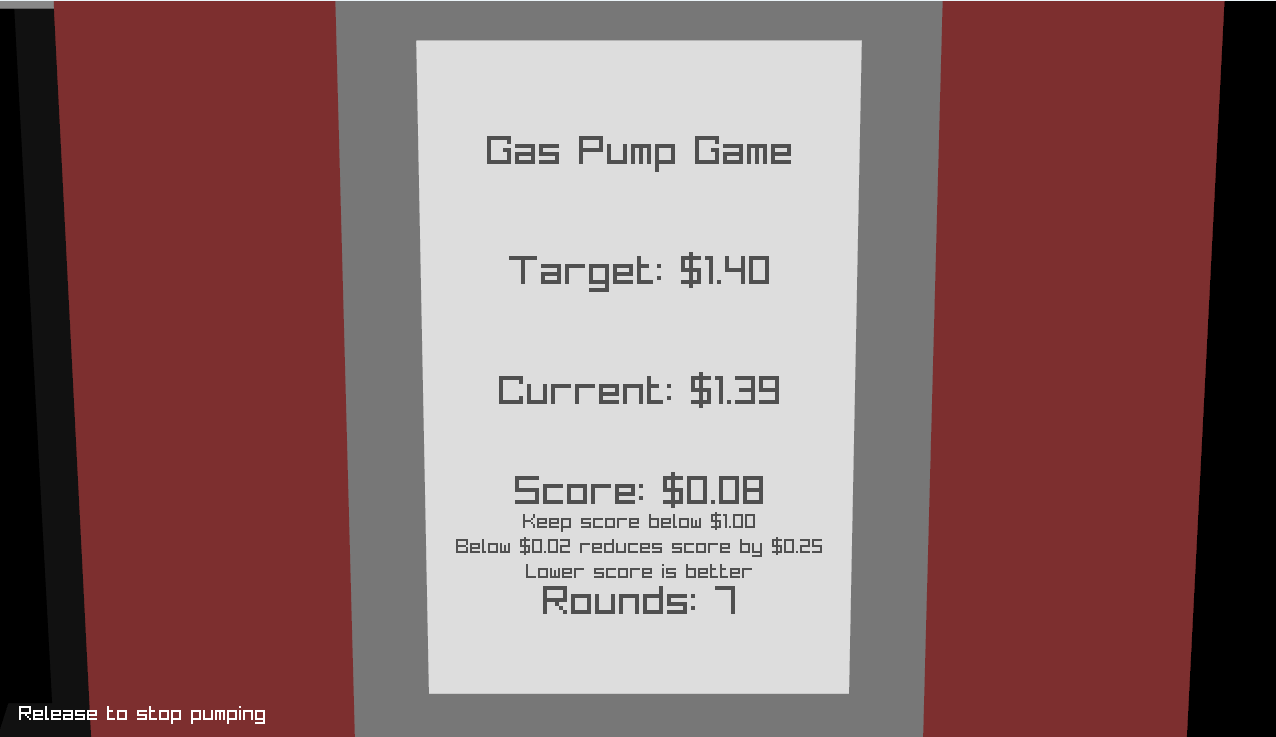 Gas Pump Game
Target: $1.40
Current: $1.39
Score: $0.08
Keep score below $1.00
Below $0.02 reduces score by $0.25
Lower score is better
Rounds: 7
Release to stop pumping